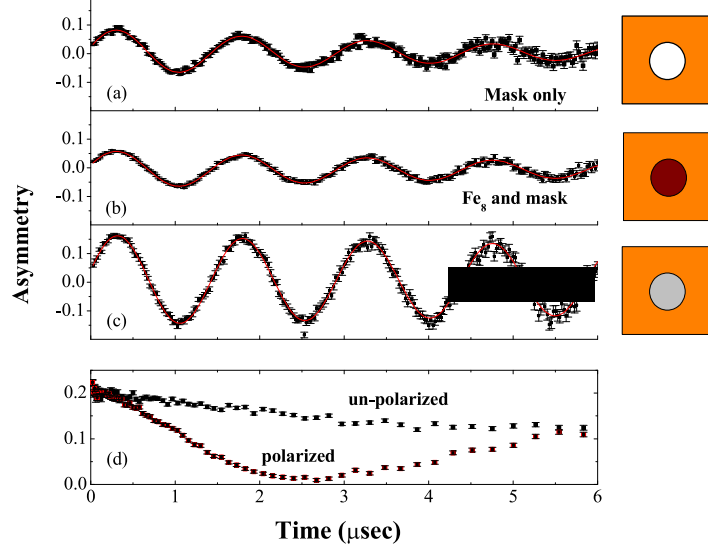 0.1
0.0
-0.1
(a)
Mask only
0.1
0.0
-0.1
(b)
Fe8 and mask
0.1
0.0
-0.1
(c)
Asymmetry
0.2
0.1
0.0
un-polarized
polarized
(d)
0 1 2 3 4 5 6
Time (μsec)